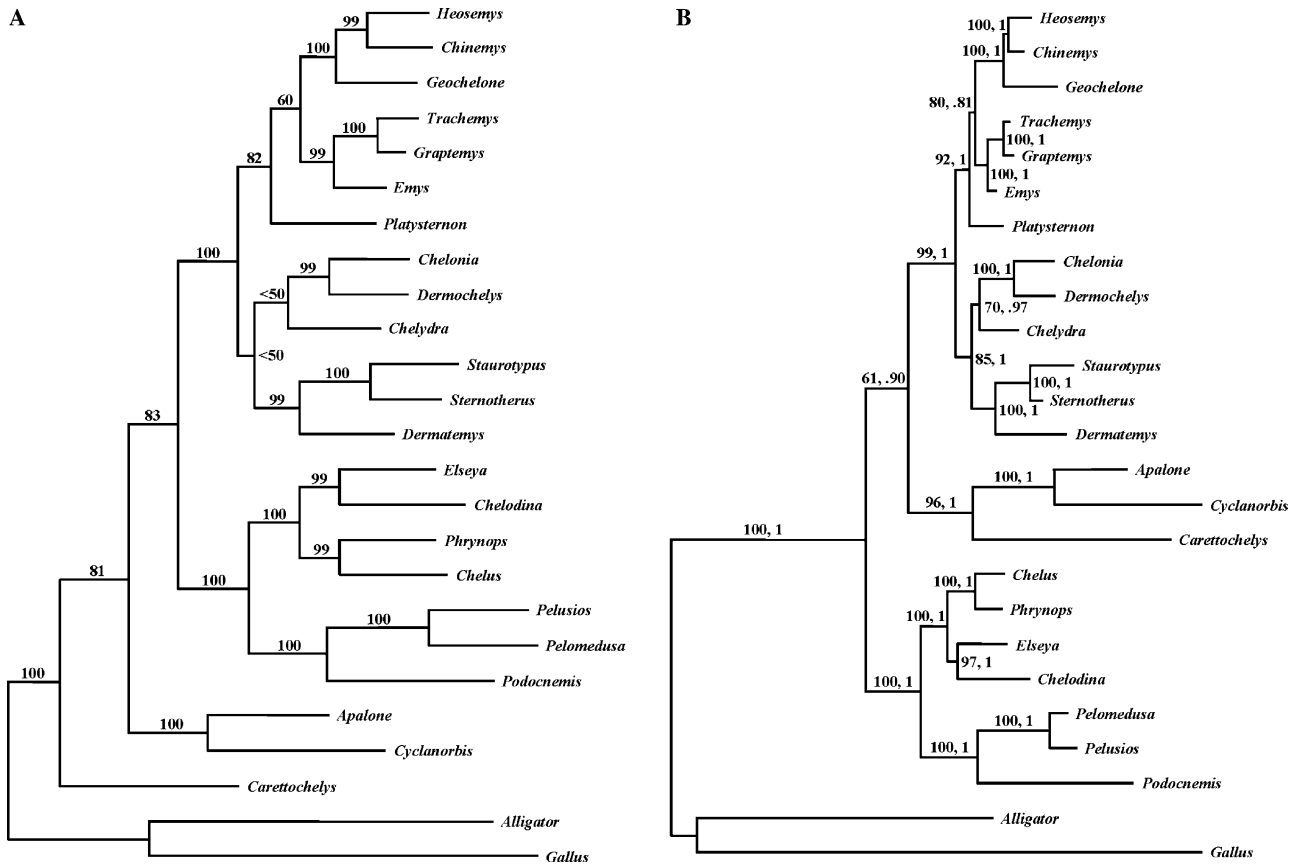 A
99
Heosemys
100
Chinemys
Geochelone
60
Trachemys
100
Graptemys
99
82
Emys
Platysternon
100
Chelonia
99
<50
Dermochelys
Chelydra
<50
Staurotypus
100
Sternotherus
99
Dermatemys
83
Elseya
99
Chelodina
100
Phrynops
99
Chelus
81
100
Pelusios
100
Pelomedusa
100
Podocnemis
100
Apalone
100
Cyclanorbis
Carettochelys
Alligator
Gallus
B
100, 1
Heosemys
100, 1
Chinemys
Geochelone
80, .81
Trachemys
100, 1
Graptemys
92, 1
100, 1
Emys
Platysternon
99, 1
Chelonia
100, 1
Dermochelys
70, .97
Chelydra
85, 1
Staurotypus
61, .90
100, 1
Sternotherus
100, 1
Dermatemys
Apalone
100, 1
96, 1
Cyclanorbis
100, 1
Carettochelys
Chelus
100, 1
Phrynops
100, 1
Elseya
97, 1
100, 1
Chelodina
Pelomedusa
100, 1
Pelusios
100, 1
Podocnemis
Alligator
Gallus